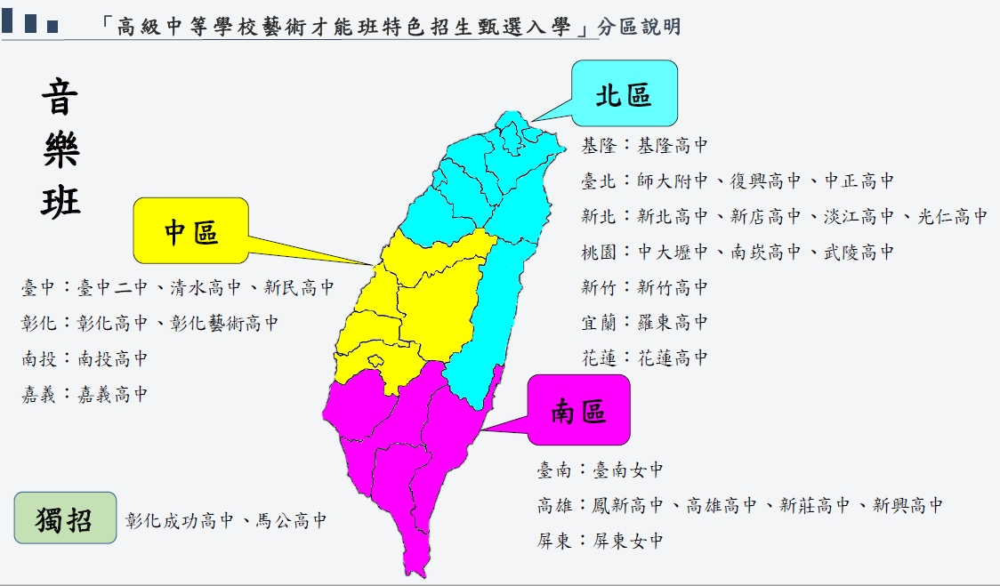 「高級中等學校藝術才能班特色招生甄選入學」分區說明
音樂班
北區
基隆：基隆高中
臺北：師大附中、復興高中、中正高中
新北：新北高中、新店高中、淡江高中、光仁高中
桃園：中大壢中、南崁高中、武陵高中
新竹：新竹高中
宜蘭：羅東高中
花蓮：花蓮高中
中區
臺中：臺中二中、清水高中、新民高中
彰化：彰化高中、彰化藝術高中
南投：南投高中
嘉義：嘉義高中
南區
臺南：臺南女中
高雄：鳳新高中、高雄高中、新莊高中、新興高中
屏東：屏東女中
獨招
彰化成功高中、馬公高中